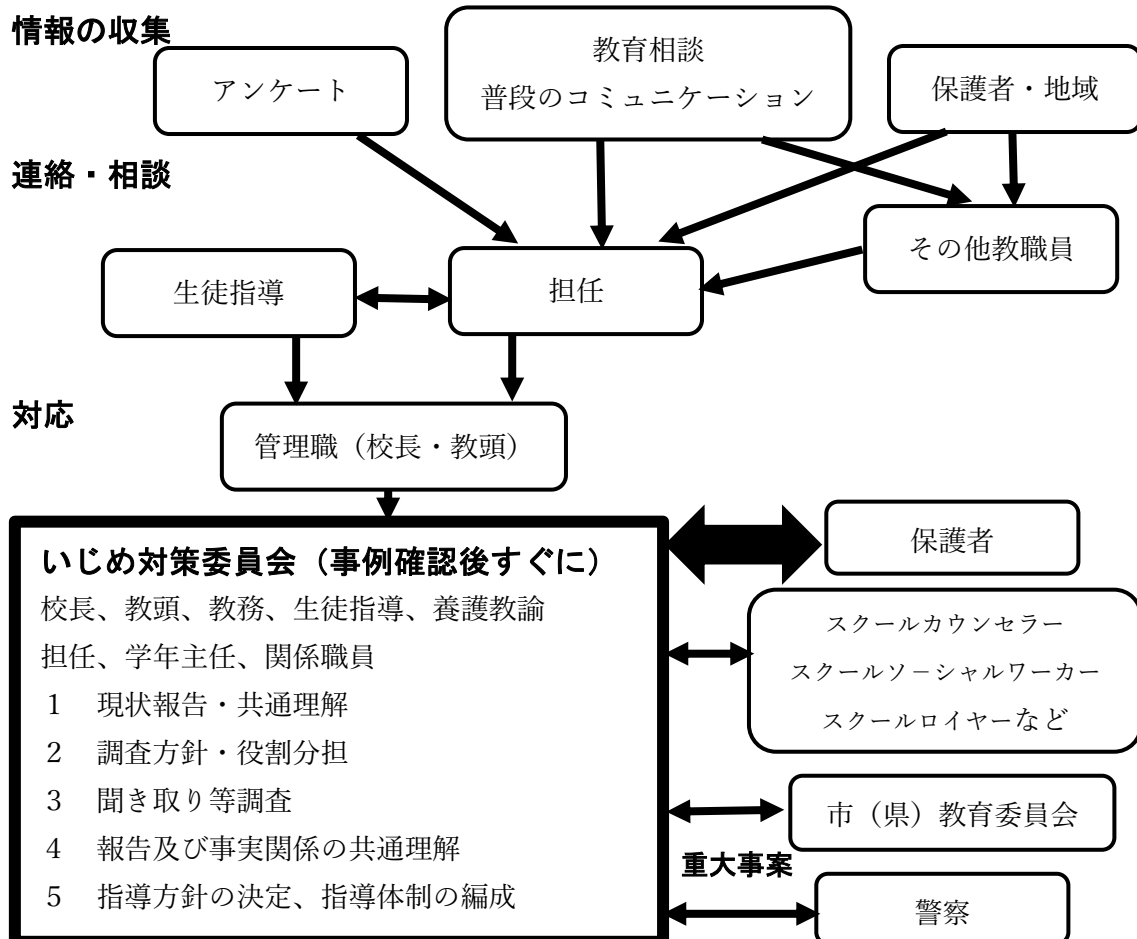 情報の収集
アンケート
教育相談
普段のコミュニケーション
保護者・地域
連絡・相談
その他教職員
生徒指導
担任
対応
管理職（校長・教頭）
いじめ対策委員会（事例確認後すぐに）
校長、教頭、教務、生徒指導、養護教諭
担任、学年主任、関係職員
1　現状報告・共通理解
2　調査方針・役割分担
3　聞き取り等調査
4　報告及び事実関係の共通理解
5　指導方針の決定、指導体制の編成
保護者
スクールカウンセラー
スクールソ－シャルワーカー
スクールロイヤーなど
市（県）教育委員会
重大事案
警察